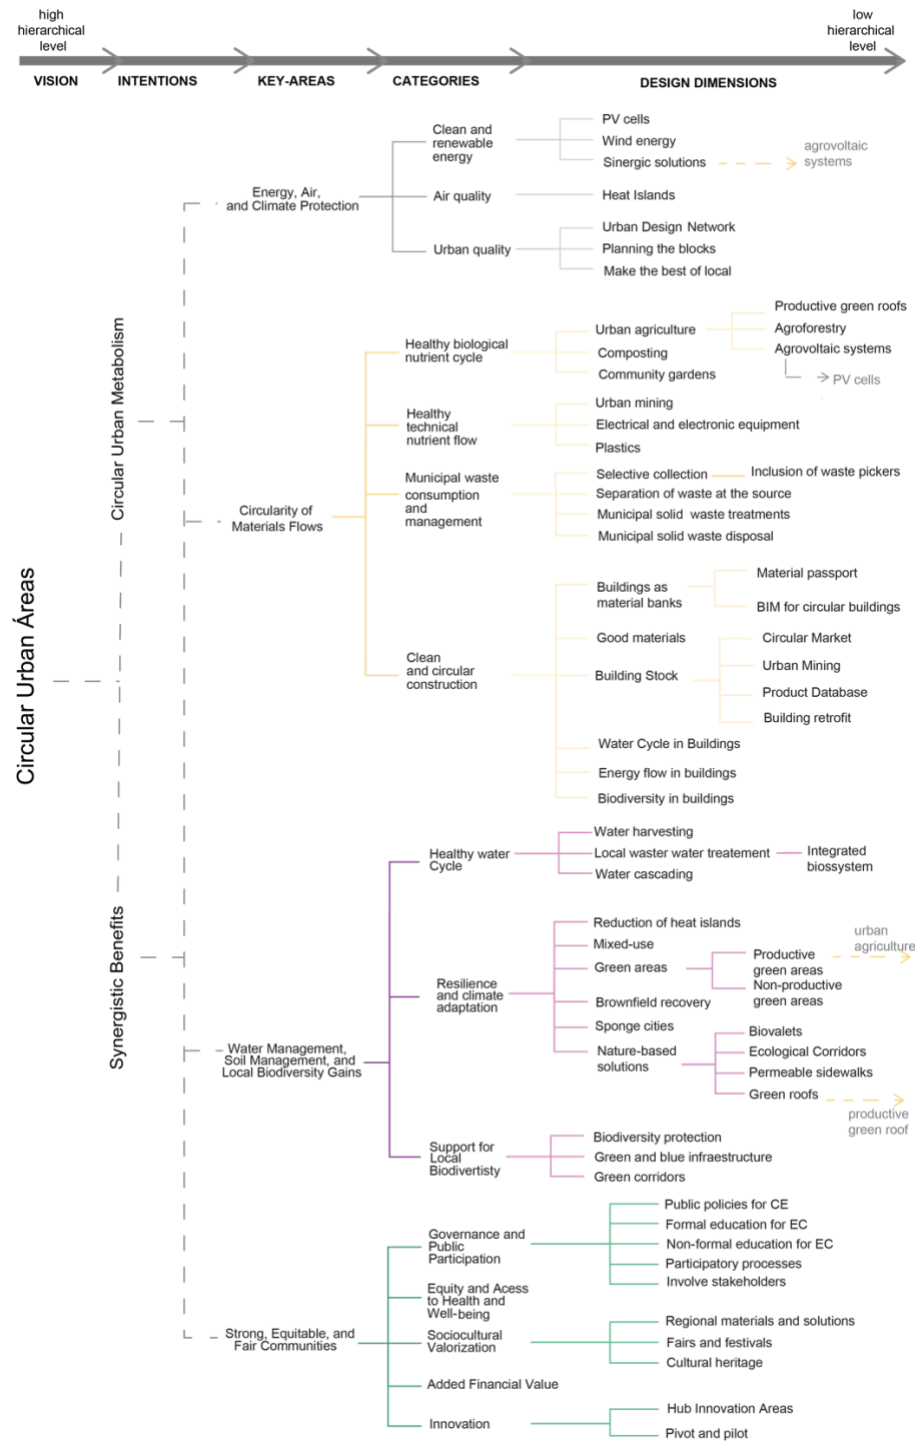 high
hierarchical
level
low
hierarchical
level
VISION
INTENTIONS
KEY-AREAS
CATEGORIES
DESIGN DIMENSIONS
Circular Urban Áreas
Circular Urban Metabolism
Synergistic Benefits
Energy, Air,
and Climate Protection
Clean and
renewable
energy
PV cells
Wind energy
Sinergic solutions
agrovoltaic
systems
Air quality
Heat Islands
Urban quality
Urban Design Network
Planning the blocks
Make the best of local
Circularity of
Materials Flows
Healthy biological
nutrient cycle
Urban agriculture
Productive green roofs
Agroforestry
Agrovoltaic systems
PV cells
Composting
Community gardens
Healthy
technical
nutrient flow
Urban mining
Electrical and electronic equipment
Plastics
Municipal waste
consumption
and
management
Selective collection
Inclusion of waste pickers
Separation of waste at the source
Municipal solid waste treatments
Municipal solid waste disposal
Clean
and circular
construction
Buildings as
material banks
Material passport
BIM for circular buildings
Good materials
Building Stock
Circular Market
Urban Mining
Product Database
Building retrofit
Water Cycle in Buildings
Energy flow in buildings
Biodiversity in buildings
Water Management,
Soil Management, and
Local Biodiversity Gains
Healthy water
Cycle
Water harvesting
Local waster water treatement
Integrated
biossystem
Water cascading
Resilience
and climate
adaptation
Reduction of heat islands
Mixed-use
Green areas
Productive
green areas
urban
agriculture
Non-productive
green areas
Brownfield recovery
Sponge cities
Nature-based
solutions
Biovalets
Ecological Corridors
Permeable sidewalks
Green roofs
productive
green roof
Support for
Local
Biodivertisty
Biodiversity protection
Green and blue infraestructure
Green corridors
Strong, Equitable, and
Fair Communities
Governance and
Public
Participation
Public policies for CE
Formal education for EC
Non-formal education for EC
Participatory processes
Involve stakeholders
Equity and Acess
to Health and
Well-being
Sociocultural
Valorization
Regional materials and solutions
Fairs and festivals
Cultural heritage
Added Financial Value
Innovation
Hub Innovation Areas
Pivot and pilot